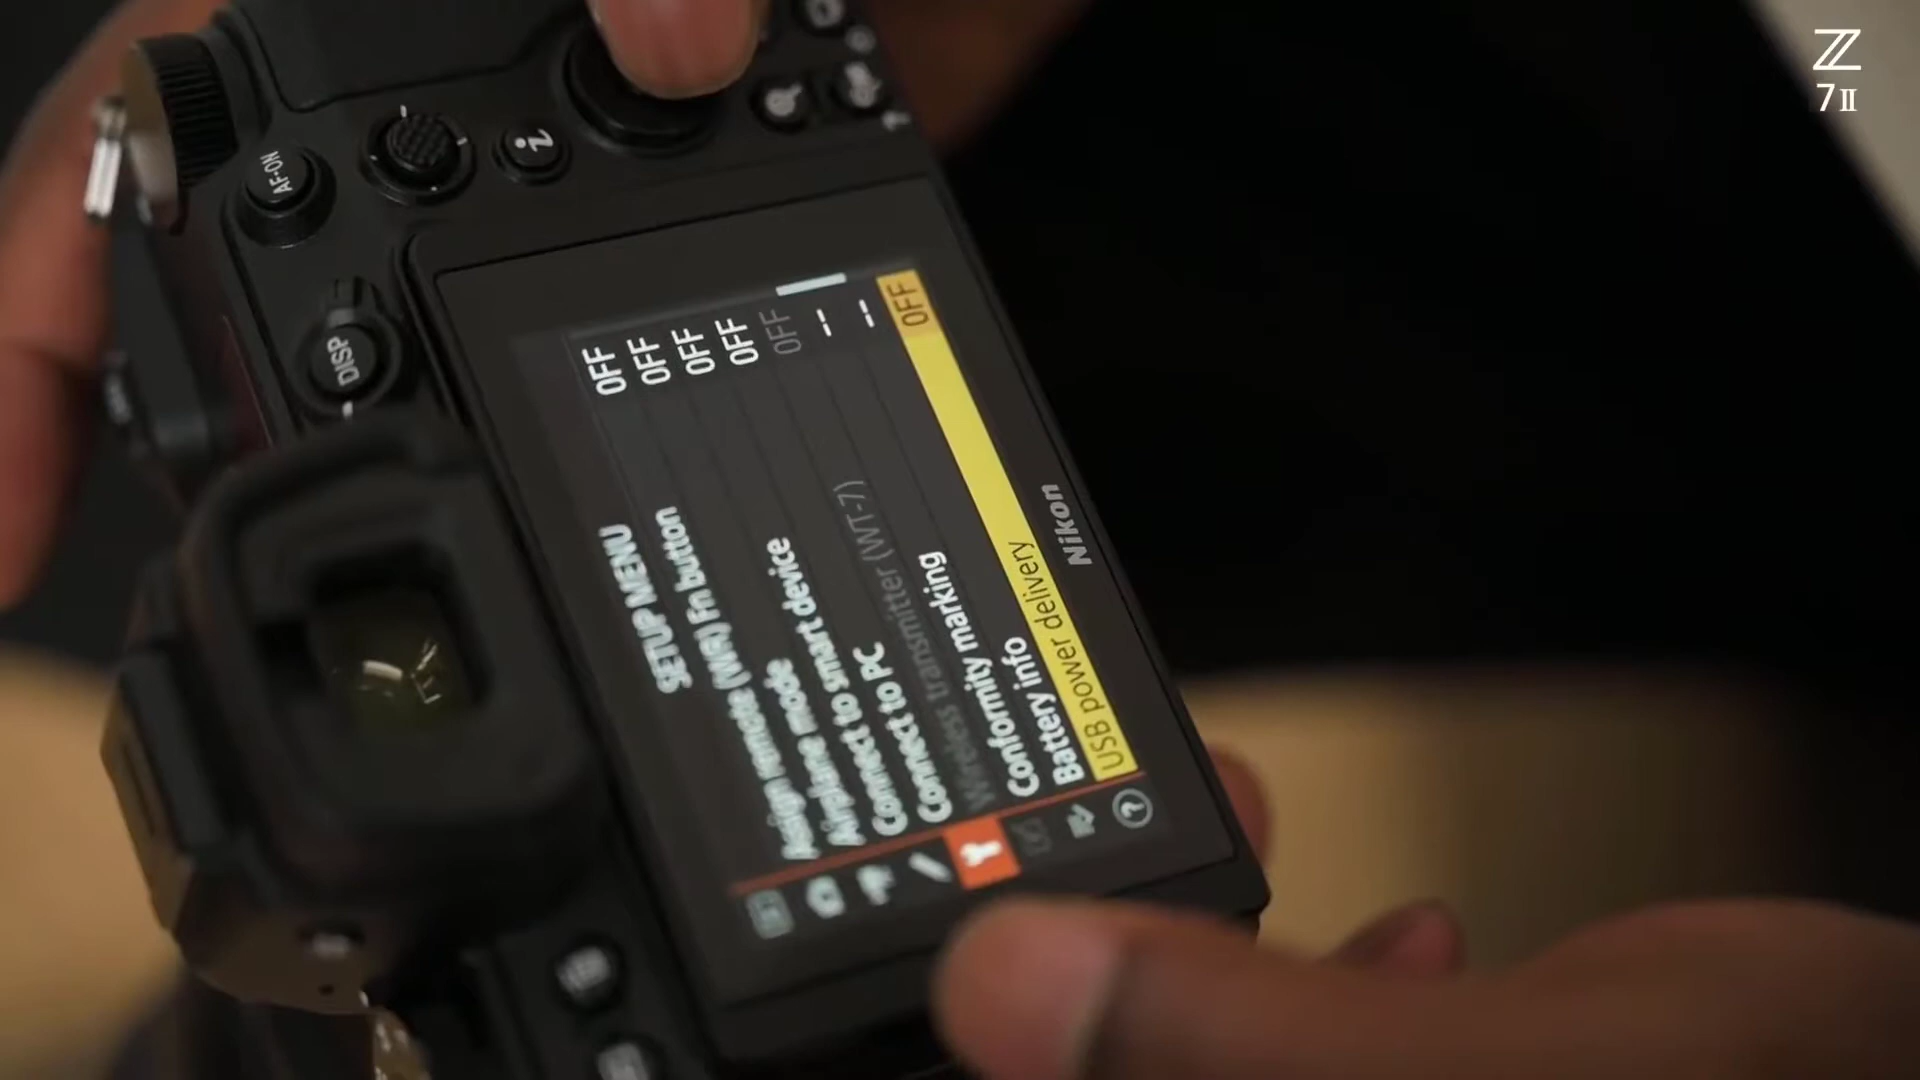 Z
7II
AF-ON
i
DISP
SETUP MENU
Assign remote (WR) Fn button OFF
Airplane mode OFF
Connect to smart device OFF
Connect to PC OFF
Wireless transmitter (WT-7) OFF
Conformity marking --
Battery info --
USB power delivery OFF
?
Nikon